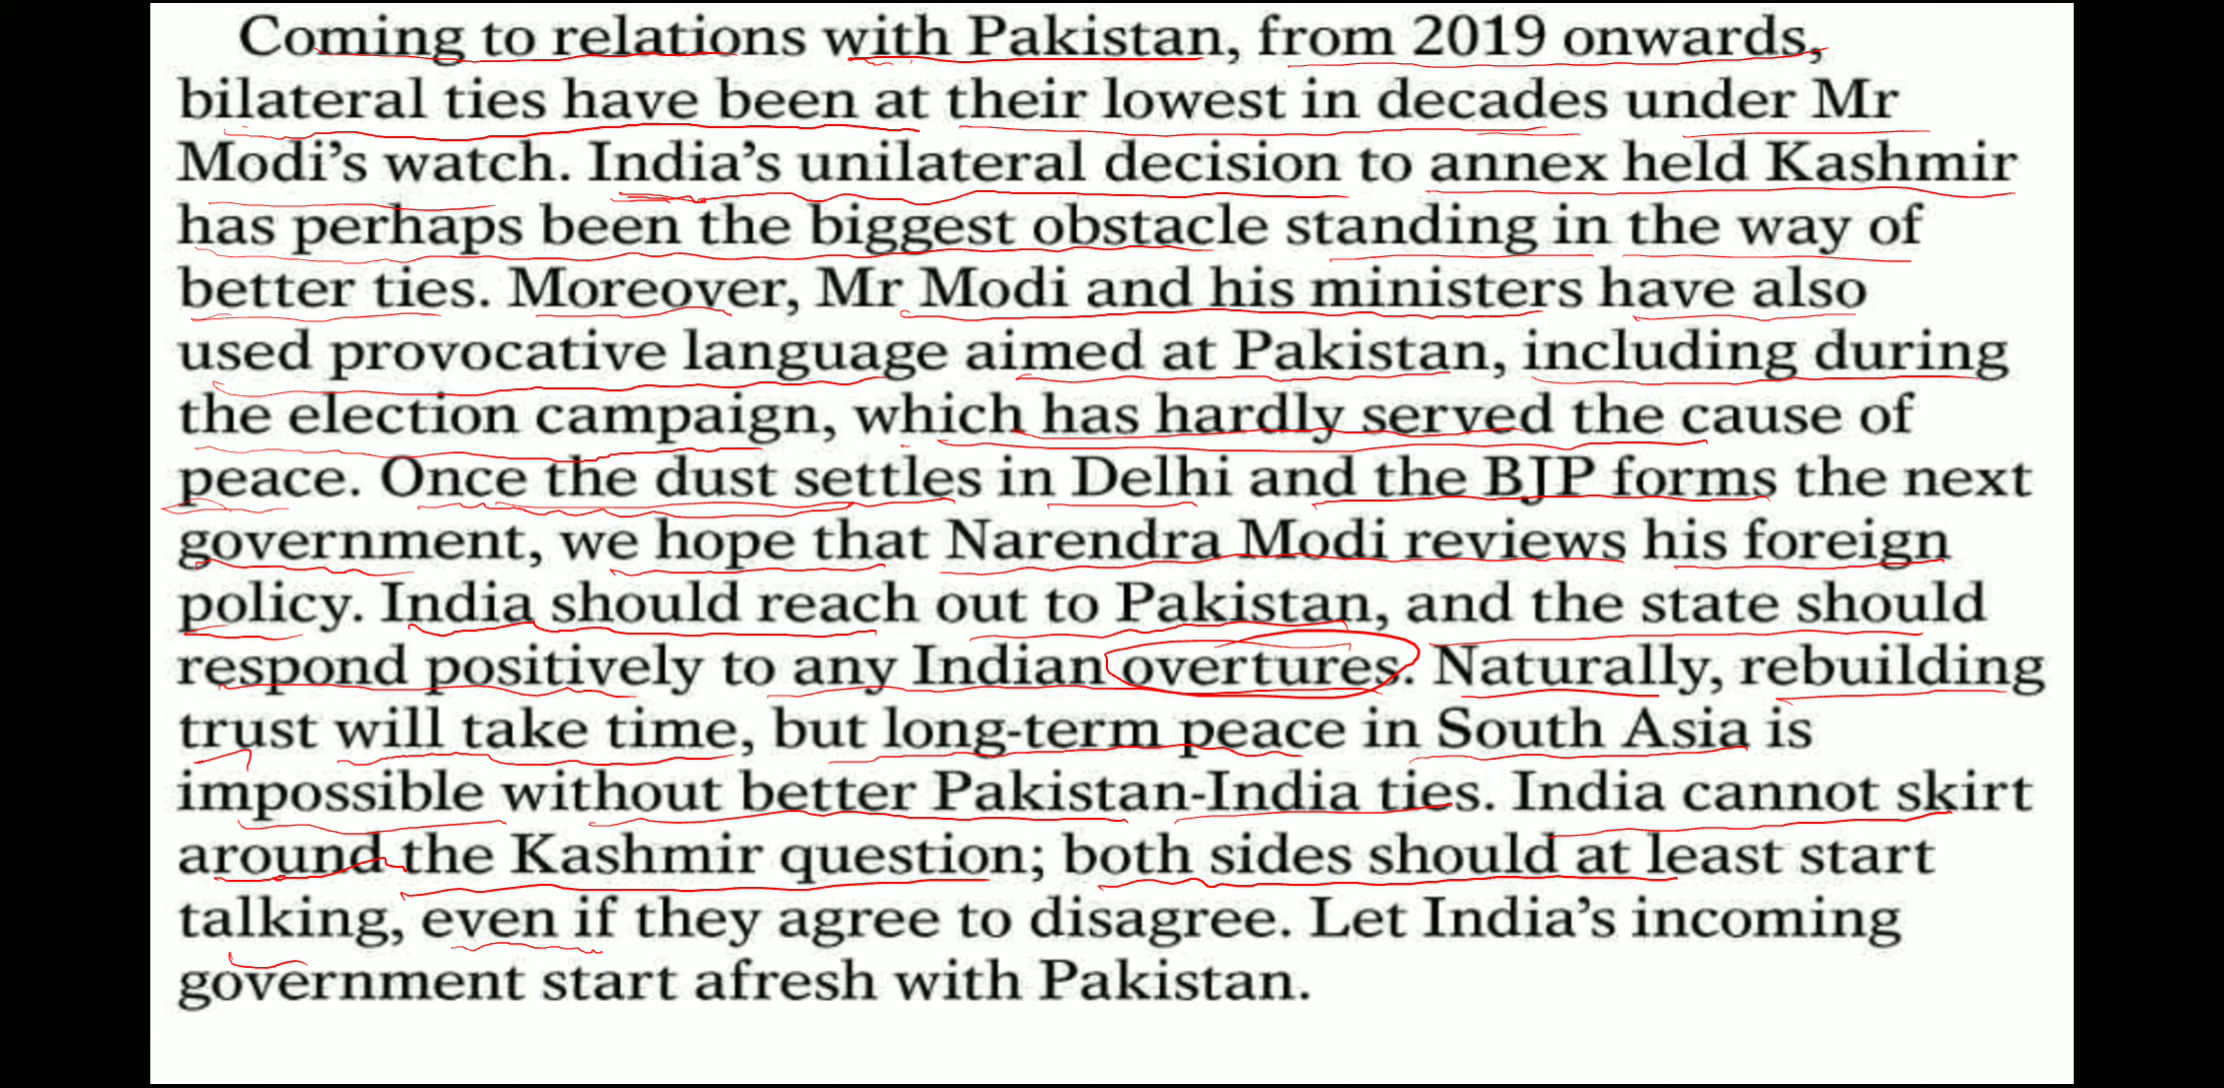 Coming to relations with Pakistan, from 2019 onwards,
bilateral ties have been at their lowest in decades under Mr
Modi’s watch. India’s unilateral decision to annex held Kashmir
has perhaps been the biggest obstacle standing in the way of
better ties. Moreover, Mr Modi and his ministers have also
used provocative language aimed at Pakistan, including during
the election campaign, which has hardly served the cause of
peace. Once the dust settles in Delhi and the BJP forms the next
government, we hope that Narendra Modi reviews his foreign
policy. India should reach out to Pakistan, and the state should
respond positively to any Indian overtures. Naturally, rebuilding
trust will take time, but long-term peace in South Asia is
impossible without better Pakistan-India ties. India cannot skirt
around the Kashmir question; both sides should at least start
talking, even if they agree to disagree. Let India’s incoming
government start afresh with Pakistan.